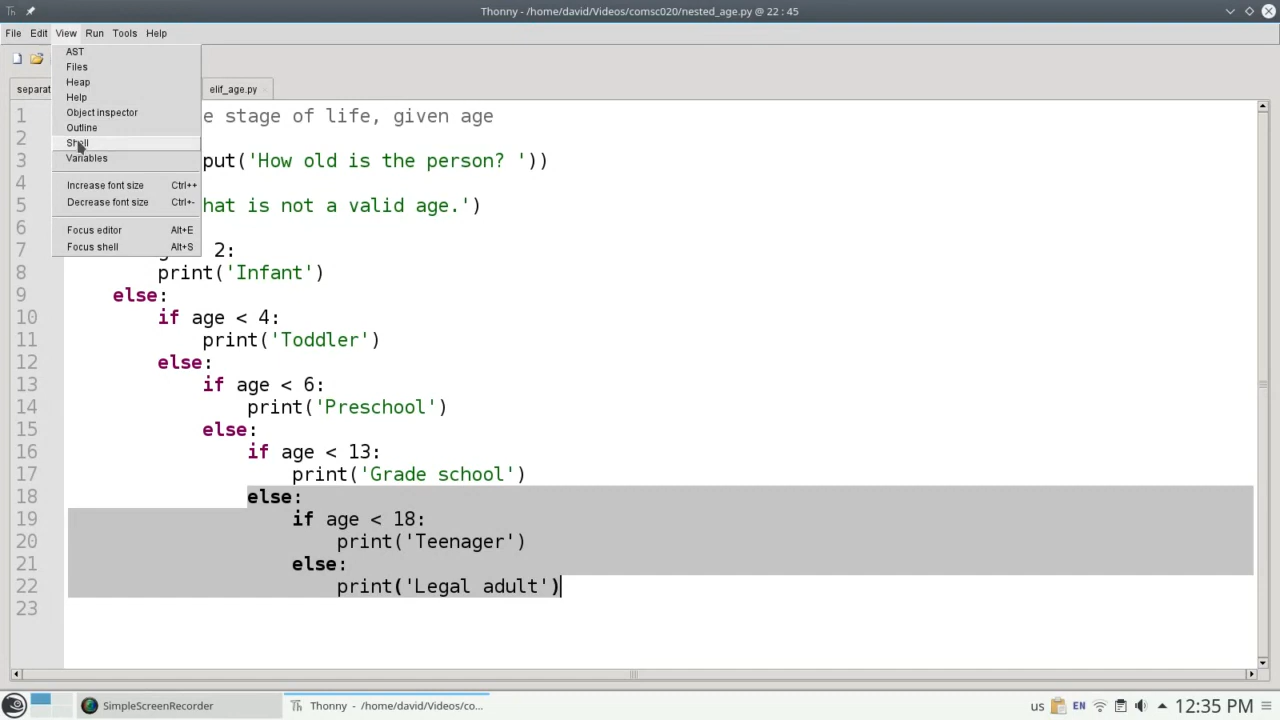 Thonny - /home/david/Videos/comsc020/nested_age.py @ 22 : 45
File Edit View Run Tools Help
AST
Files
Heap
Help
Object inspector
Outline
Shell
Variables
Increase font size Ctrl++
Decrease font size Ctrl+-
Focus editor Alt+E
Focus shell Alt+S
separat
elif_age.py
1 e stage of life, given age
2
3 put('How old is the person? '))
4
5 hat is not a valid age.')
6
7 2:
8 print('Infant')
9 else:
10 if age < 4:
11 print('Toddler')
12 else:
13 if age < 6:
14 print('Preschool')
15 else:
16 if age < 13:
17 print('Grade school')
18 else:
19 if age < 18:
20 print('Teenager')
21 else:
22 print('Legal adult')
23
SimpleScreenRecorder
Th Thonny - /home/david/Videos/co...
us EN 12:35 PM